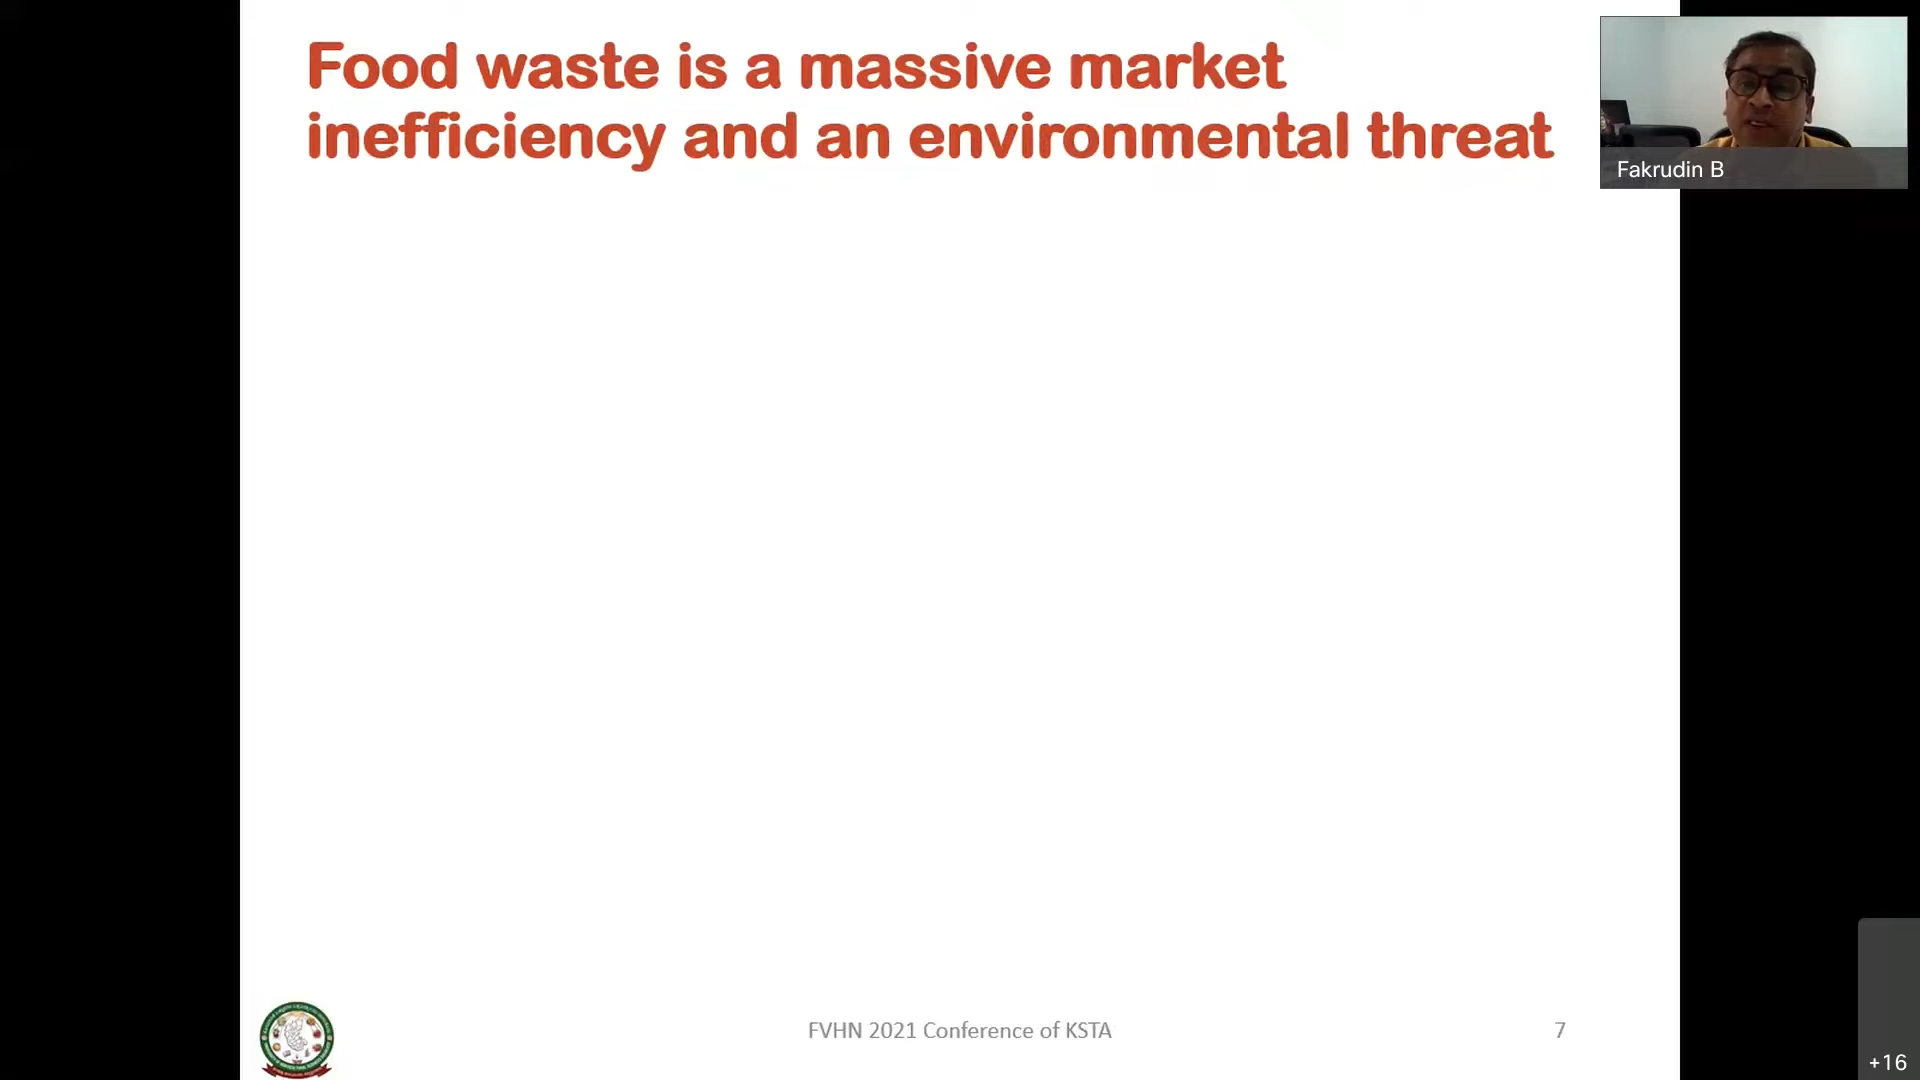 Food waste is a massive market
inefficiency and an environmental threat
Fakrudin B
FVHN 2021 Conference of KSTA
7
+16